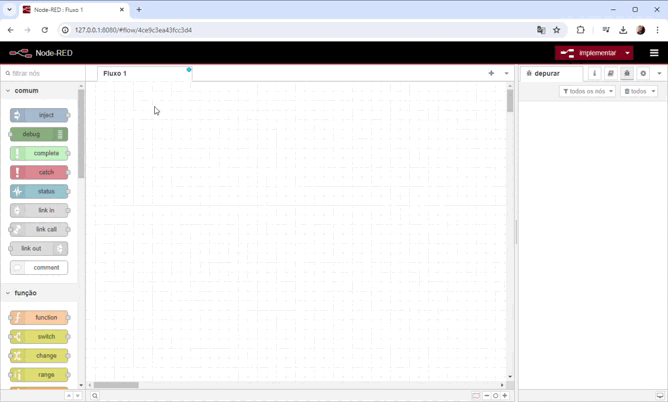 Node-RED : Fluxo 1
127.0.0.1:8080/#flow/4ce9c3ea43fcc3d4
Node-RED
implementar
filtrar nós
Fluxo 1
depurar
comum
todos os nós
todos
inject
debug
complete
catch
status
link in
link call
link out
comment
função
function
switch
change
range